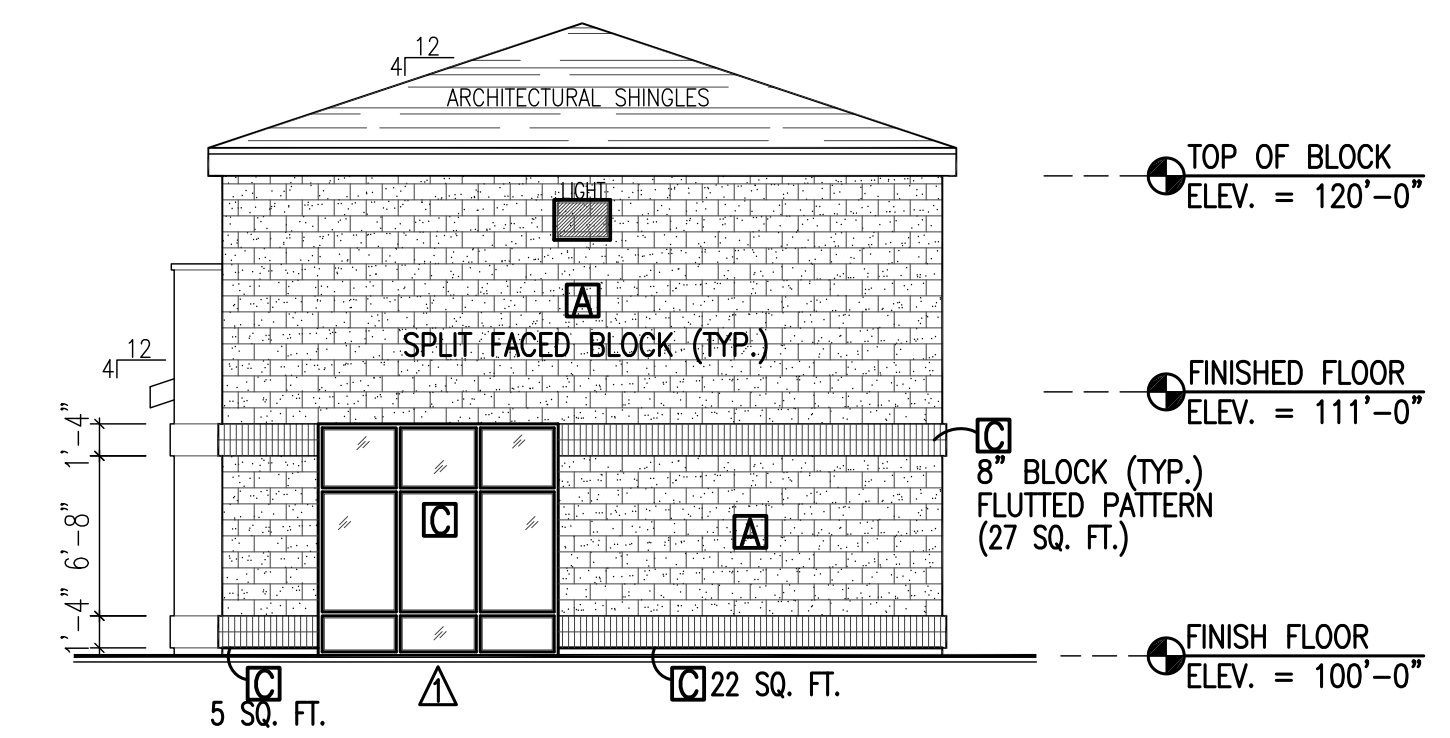 12
4
ARCHITECTURAL SHINGLES
TOP OF BLOCK
ELEV. = 120'-0"
LIGHT
A
SPLIT FACED BLOCK (TYP.)
12
4
FINISHED FLOOR
ELEV. = 111'-0"
1'-4"
C
8" BLOCK (TYP.)
FLUTTED PATTERN
(27 SQ. FT.)
6'-8"
C
A
1'-4"
FINISH FLOOR
ELEV. = 100'-0"
C
5 SQ. FT.
1
C 22 SQ. FT.